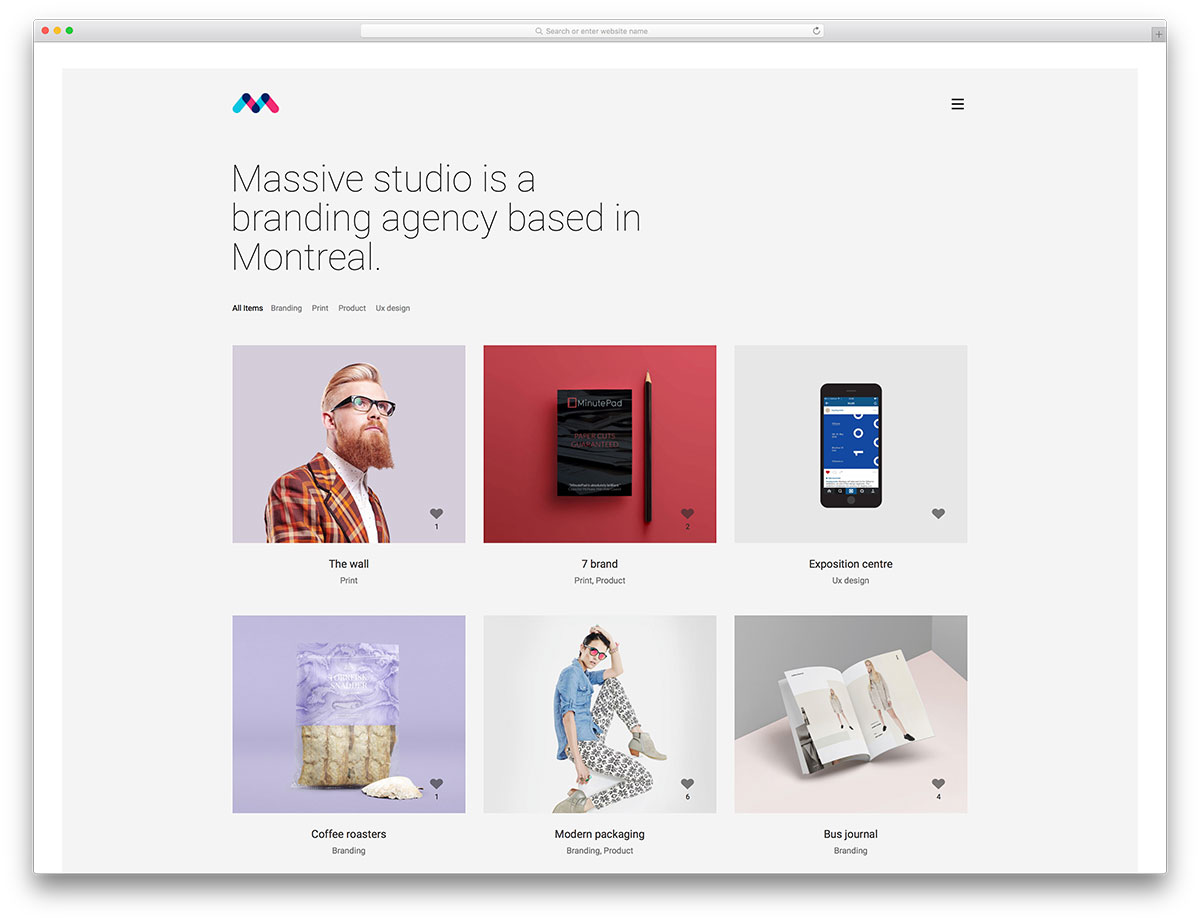 Search or enter website name
Massive studio is a
branding agency based in
Montreal.
All Items Branding Print Product Ux design
MinutePad
PAPER CUTS
GUARANTEED
1
2
The wall
7 brand
Exposition centre
Print
Print, Product
Ux design
1
6
4
Coffee roasters
Modern packaging
Bus journal
Branding
Branding, Product
Branding